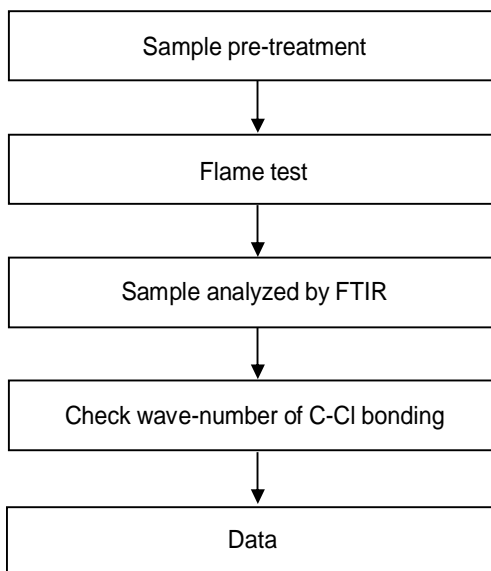 Sample pre-treatment
Flame test
Sample analyzed by FTIR
Check wave-number of C-Cl bonding
Data